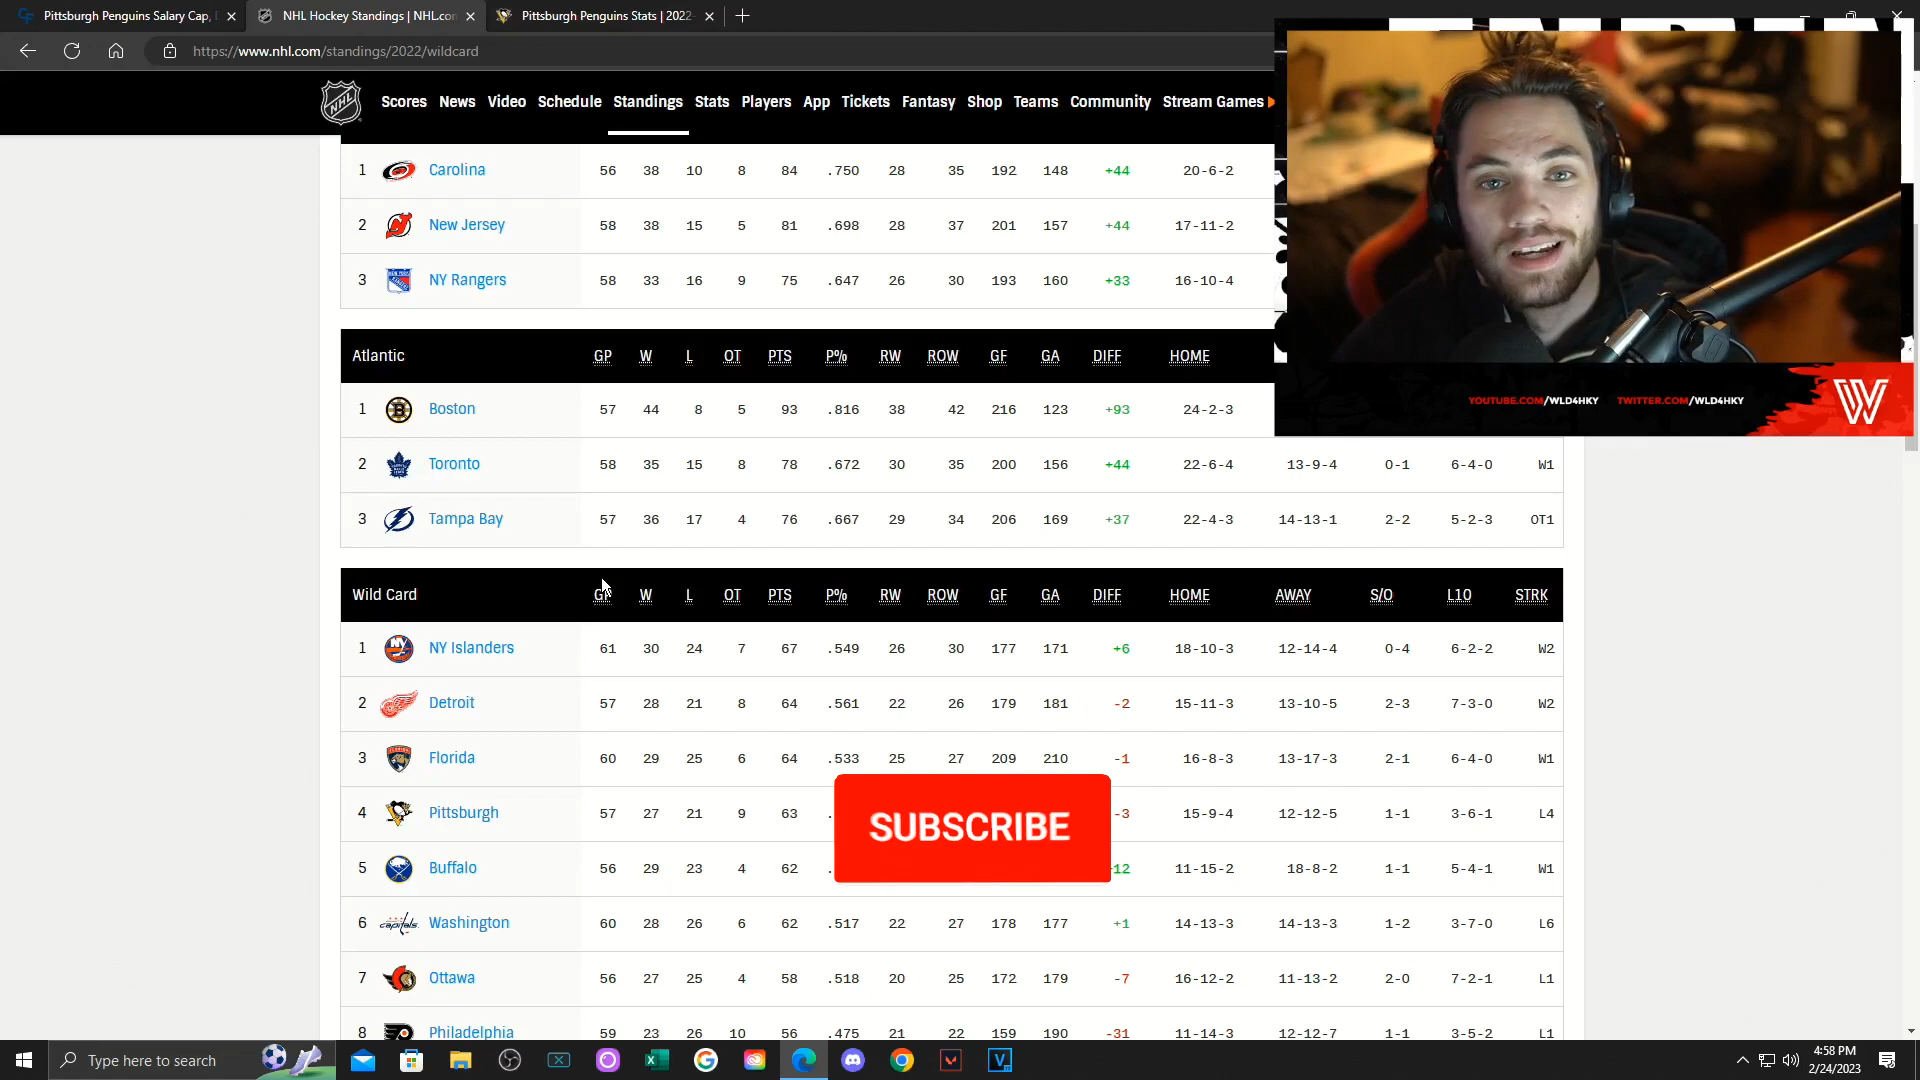 Pittsburgh Penguins Salary Cap,
NHL Hockey Standings | NHL.com
Pittsburgh Penguins Stats | 2022-
https://www.nhl.com/standings/2022/wildcard
NHL
Scores News Video Schedule Standings Stats Players App Tickets Fantasy Shop Teams Community Stream Games
1 Carolina 56 38 10 8 84 .750 28 35 192 148 +44 20-6-2
2 New Jersey 58 38 15 5 81 .698 28 37 201 157 +44 17-11-2
3 NY Rangers 58 33 16 9 75 .647 26 30 193 160 +33 16-10-4
Atlantic GP W L OT PTS P% RW ROW GF GA DIFF HOME
1 Boston 57 44 8 5 93 .816 38 42 216 123 +93 24-2-3
YOUTUBE.COM/WLD4HKY TWITTER.COM/WLD4HKY
2 Toronto 58 35 15 8 78 .672 30 35 200 156 +44 22-6-4 13-9-4 0-1 6-4-0 W1
3 Tampa Bay 57 36 17 4 76 .667 29 34 206 169 +37 22-4-3 14-13-1 2-2 5-2-3 OT1
Wild Card GP W L OT PTS P% RW ROW GF GA DIFF HOME AWAY S/O L10 STRK
1 NY Islanders 61 30 24 7 67 .549 26 30 177 171 +6 18-10-3 12-14-4 0-4 6-2-2 W2
2 Detroit 57 28 21 8 64 .561 22 26 179 181 -2 15-11-3 13-10-5 2-3 7-3-0 W2
3 Florida 60 29 25 6 64 .533 25 27 209 210 -1 16-8-3 13-17-3 2-1 6-4-0 W1
4 Pittsburgh 57 27 21 9 63 . -3 15-9-4 12-12-5 1-1 3-6-1 L4
SUBSCRIBE
5 Buffalo 56 29 23 4 62 . 12 11-15-2 18-8-2 1-1 5-4-1 W1
6 Washington 60 28 26 6 62 .517 22 27 178 177 +1 14-13-3 14-13-3 1-2 3-7-0 L6
7 Ottawa 56 27 25 4 58 .518 20 25 172 179 -7 16-12-2 11-13-2 2-0 7-2-1 L1
8 Philadelphia 59 23 26 10 56 .475 21 22 159 190 -31 11-14-3 12-12-7 1-1 3-5-2 L1
Type here to search
4:58 PM
2/24/2023